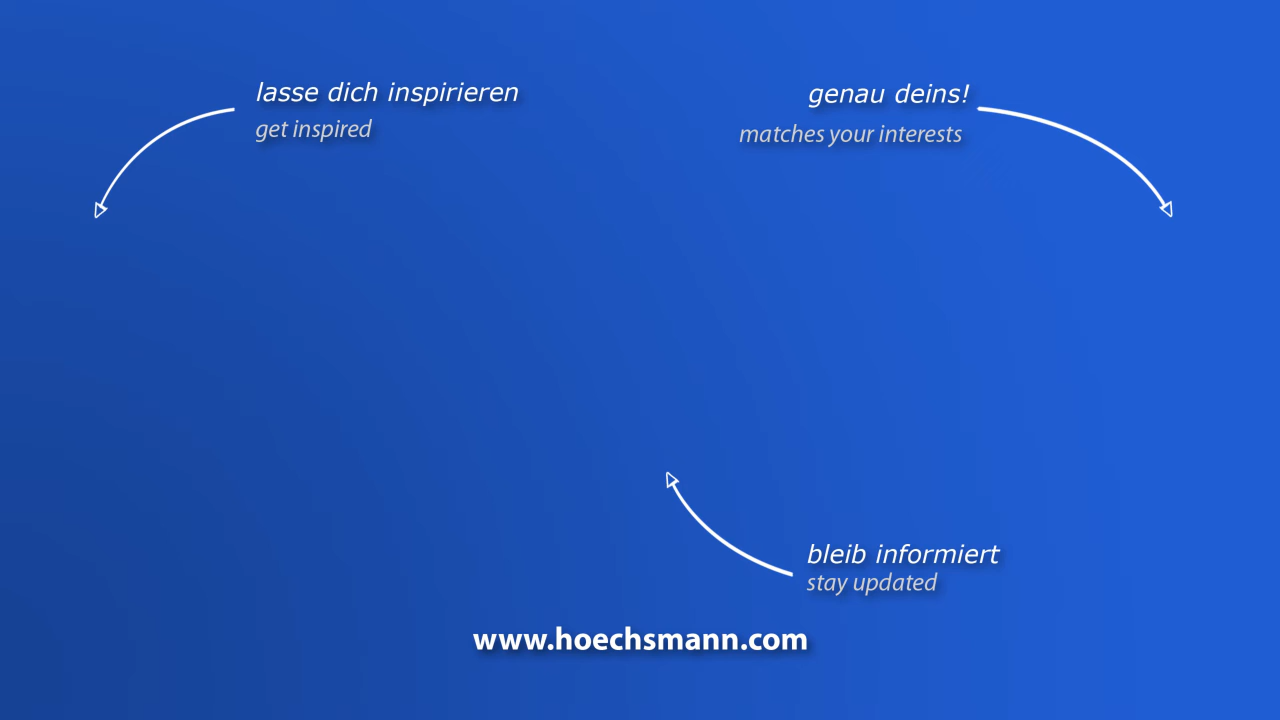 lasse dich inspirieren
get inspired
genau deins!
matches your interests
bleib informiert
stay updated
www.hoechsmann.com